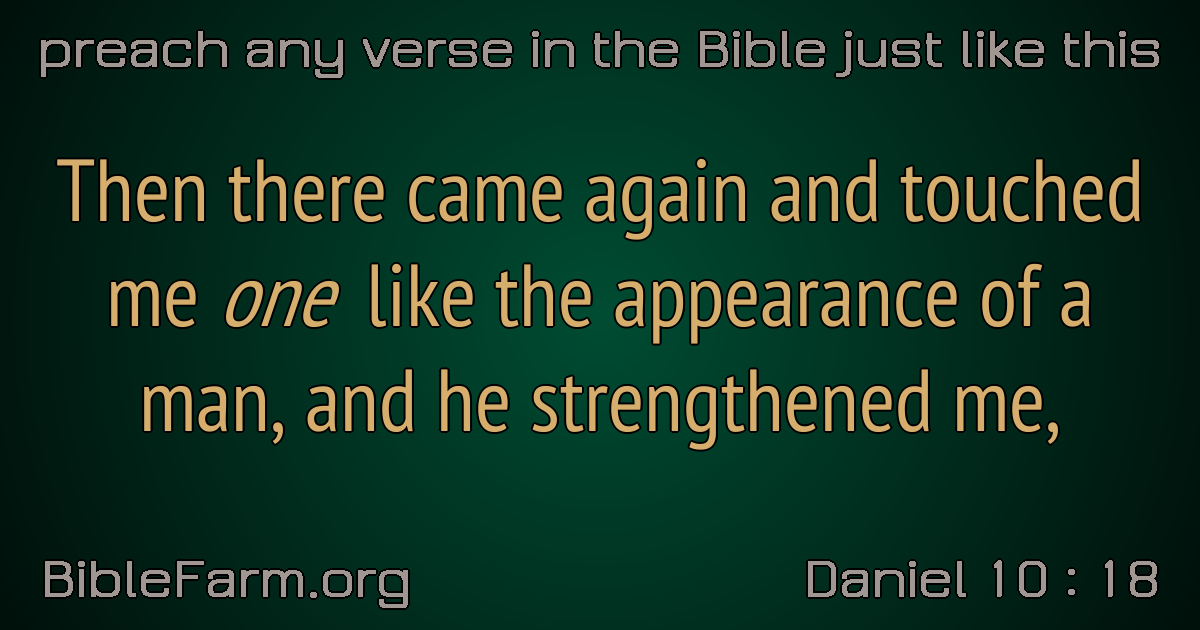 preach any verse in the Bible just like this
Then there came again and touched
me one like the appearance of a
man, and he strengthened me,
BibleFarm.org
Daniel 10 : 18